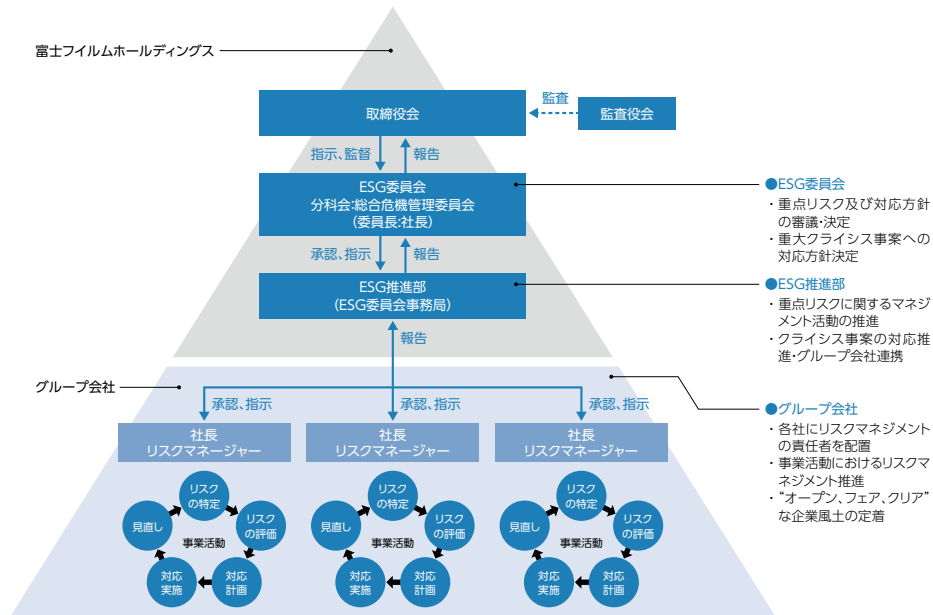 富士フイルムホールディングス
取締役会
監査
監査役会
指示、監督
報告
ESG委員会
分科会:総合危機管理委員会
(委員長:社長)
承認、指示
報告
ESG推進部
(ESG委員会事務局)
報告
●ESG委員会
・重点リスク及び対応方針
の審議・決定
・重大クライシス事案への
対応方針決定
●ESG推進部
・重点リスクに関するマネジ
メント活動の推進
・クライシス事案の対応推
進・グループ会社連携
グループ会社
承認、指示
承認、指示
承認、指示
●グループ会社
・各社にリスクマネジメント
の責任者を配置
・事業活動におけるリスクマ
ネジメント推進
・“オープン、フェア、クリア”
な企業風土の定着
社長
リスクマネージャー
社長
リスクマネージャー
社長
リスクマネージャー
リスク
の特定
リスク
の評価
対応
計画
対応
実施
見直し
事業活動
リスク
の特定
リスク
の評価
対応
計画
対応
実施
見直し
事業活動
リスク
の特定
リスク
の評価
対応
計画
対応
実施
見直し
事業活動